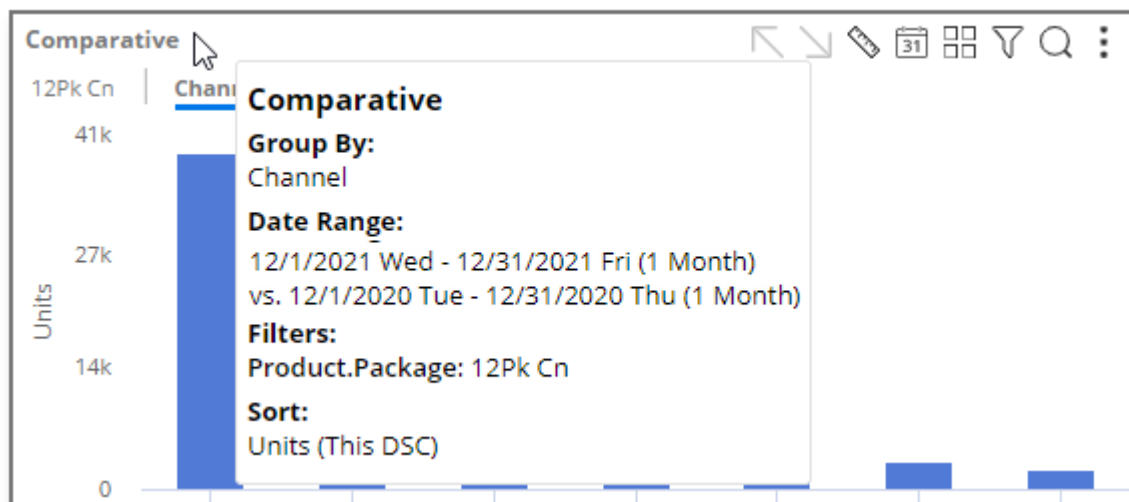 Comparative
31
12Pk Cn
Comparative
Group By:
Channel
Date Range:
12/1/2021 Wed - 12/31/2021 Fri (1 Month)
vs. 12/1/2020 Tue - 12/31/2020 Thu (1 Month)
Filters:
Product.Package: 12Pk Cn
Sort:
Units (This DSC)
41k
27k
14k
0
Units